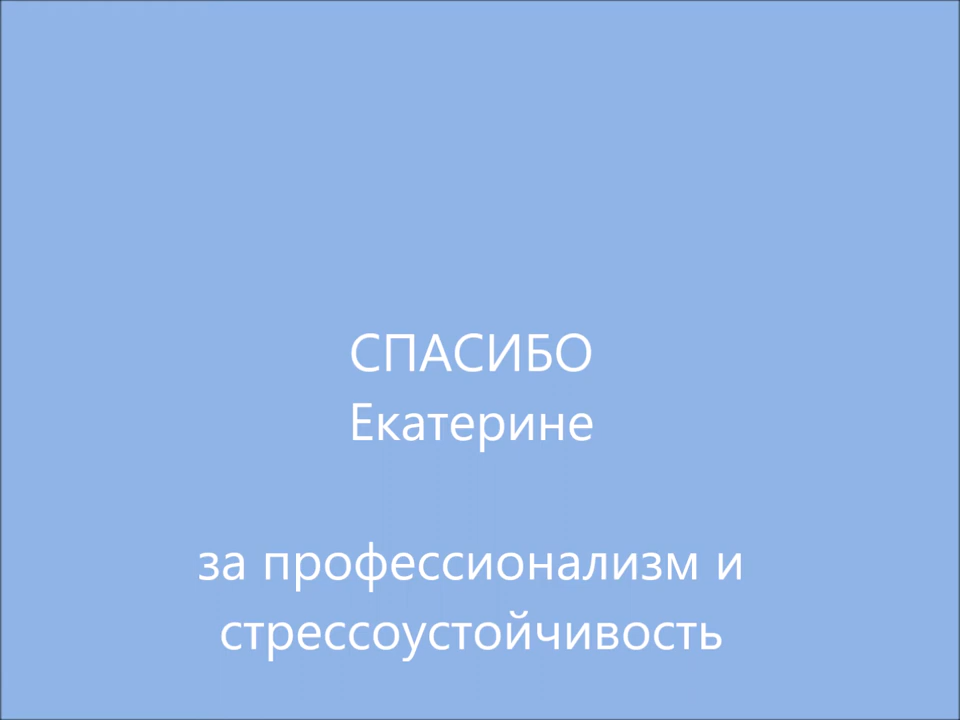 СПАСИБО
Екатерине
за профессионализм и
стрессоустойчивость